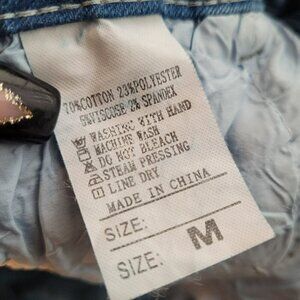 70%COTTON 23%POLYESTER
5%VISCOSE 2% SPANDEX
WASHING WITH HAND
MACHINE WASH
DO NOT BLEACH
STEAM PRESSING
LINE DRY
MADE IN CHINA
SIZE:
SIZE: M